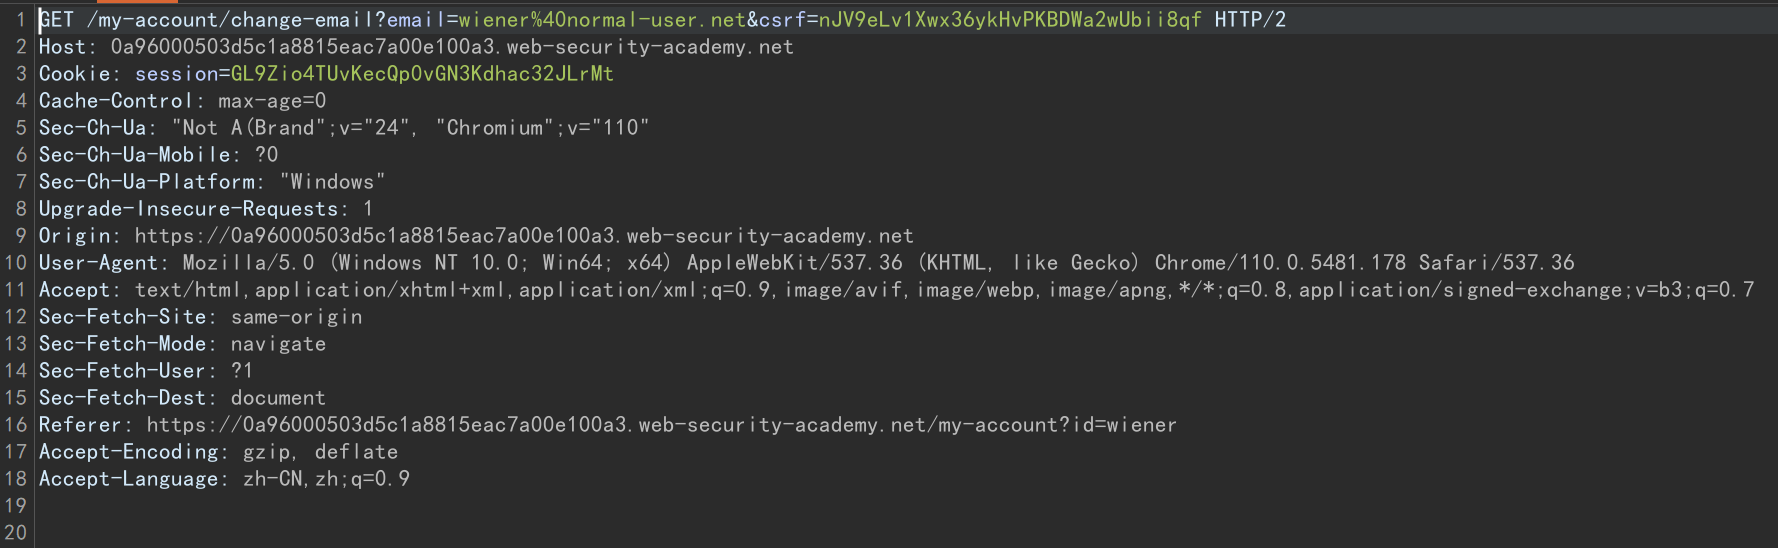 1 GET /my-account/change-email?email=wiener%40normal-user.net&csrf=nJV9eLv1Xwx36ykHvPKBDWa2wUbii8qf HTTP/2
2 Host: 0a96000503d5c1a8815eac7a00e100a3.web-security-academy.net
3 Cookie: session=GL9Zio4TUvKecQpOvGN3Kdhac32JLrMt
4 Cache-Control: max-age=0
5 Sec-Ch-Ua: "Not A(Brand";v="24", "Chromium";v="110"
6 Sec-Ch-Ua-Mobile: ?0
7 Sec-Ch-Ua-Platform: "Windows"
8 Upgrade-Insecure-Requests: 1
9 Origin: https://0a96000503d5c1a8815eac7a00e100a3.web-security-academy.net
10 User-Agent: Mozilla/5.0 (Windows NT 10.0; Win64; x64) AppleWebKit/537.36 (KHTML, like Gecko) Chrome/110.0.5481.178 Safari/537.36
11 Accept: text/html,application/xhtml+xml,application/xml;q=0.9,image/avif,image/webp,image/apng,*/*;q=0.8,application/signed-exchange;v=b3;q=0.7
12 Sec-Fetch-Site: same-origin
13 Sec-Fetch-Mode: navigate
14 Sec-Fetch-User: ?1
15 Sec-Fetch-Dest: document
16 Referer: https://0a96000503d5c1a8815eac7a00e100a3.web-security-academy.net/my-account?id=wiener
17 Accept-Encoding: gzip, deflate
18 Accept-Language: zh-CN,zh;q=0.9
19
20